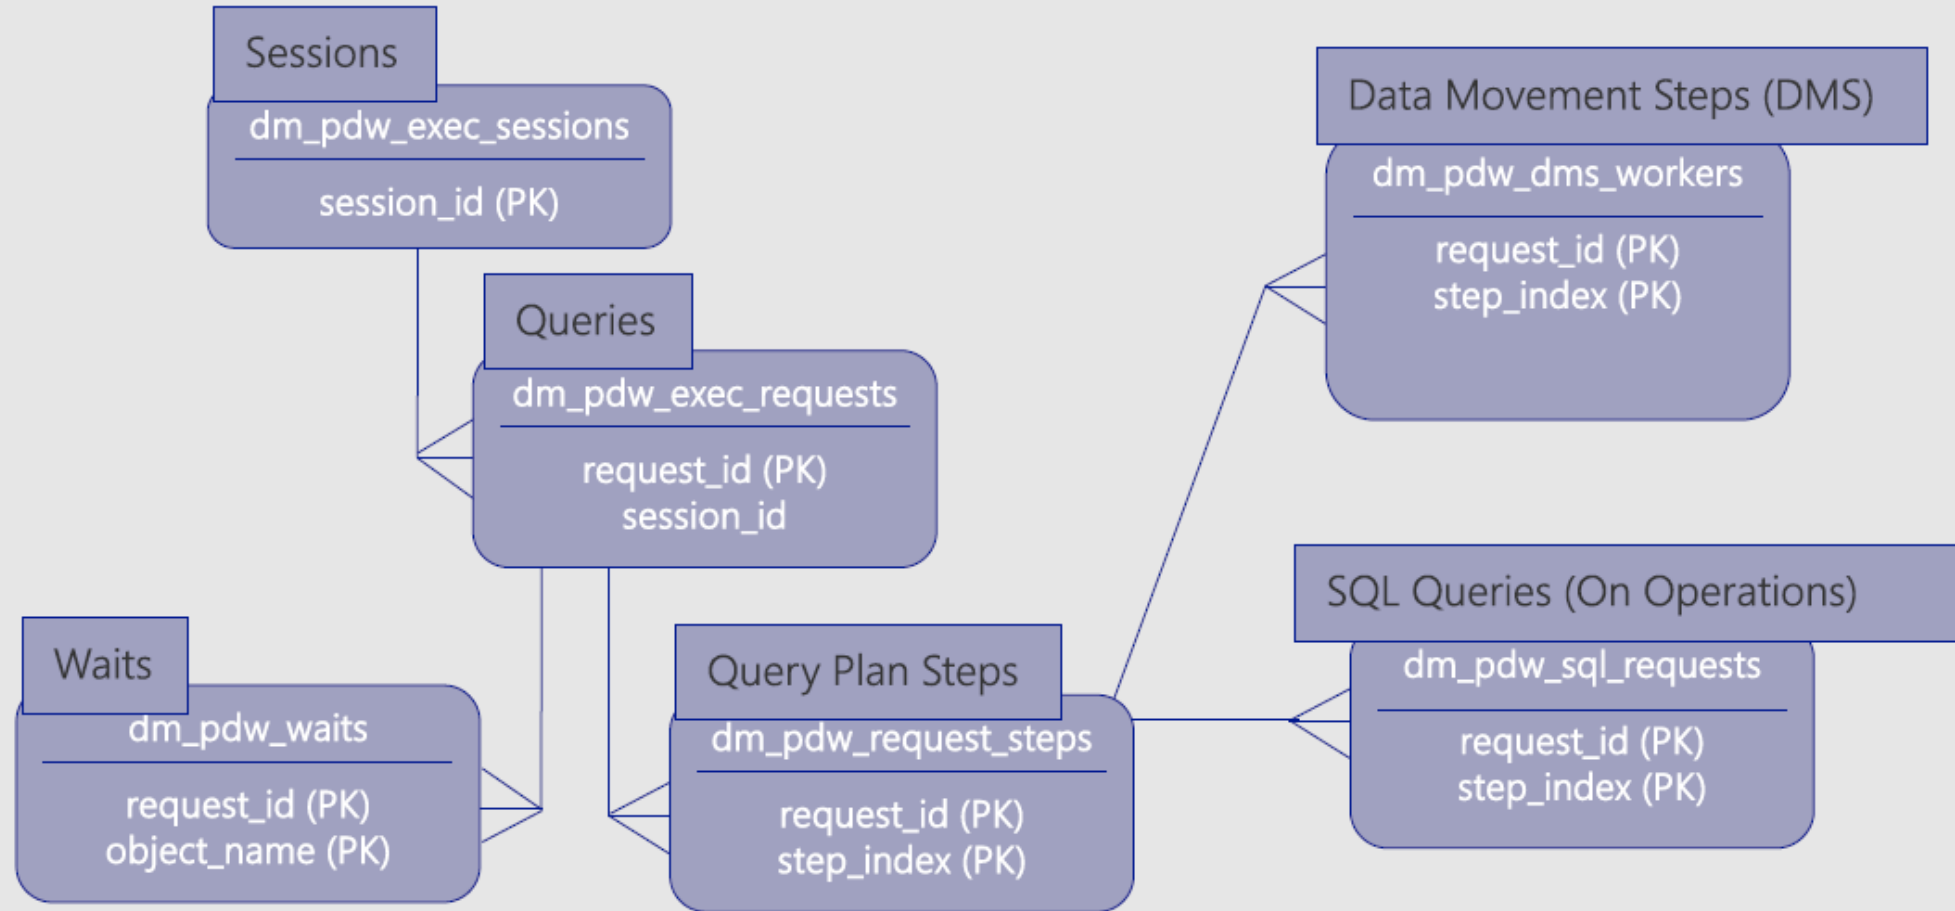 Sessions
dm_pdw_exec_sessions
session_id (PK)
Queries
dm_pdw_exec_requests
request_id (PK)
session_id
Waits
dm_pdw_waits
request_id (PK)
object_name (PK)
Query Plan Steps
dm_pdw_request_steps
request_id (PK)
step_index (PK)
Data Movement Steps (DMS)
dm_pdw_dms_workers
request_id (PK)
step_index (PK)
SQL Queries (On Operations)
dm_pdw_sql_requests
request_id (PK)
step_index (PK)